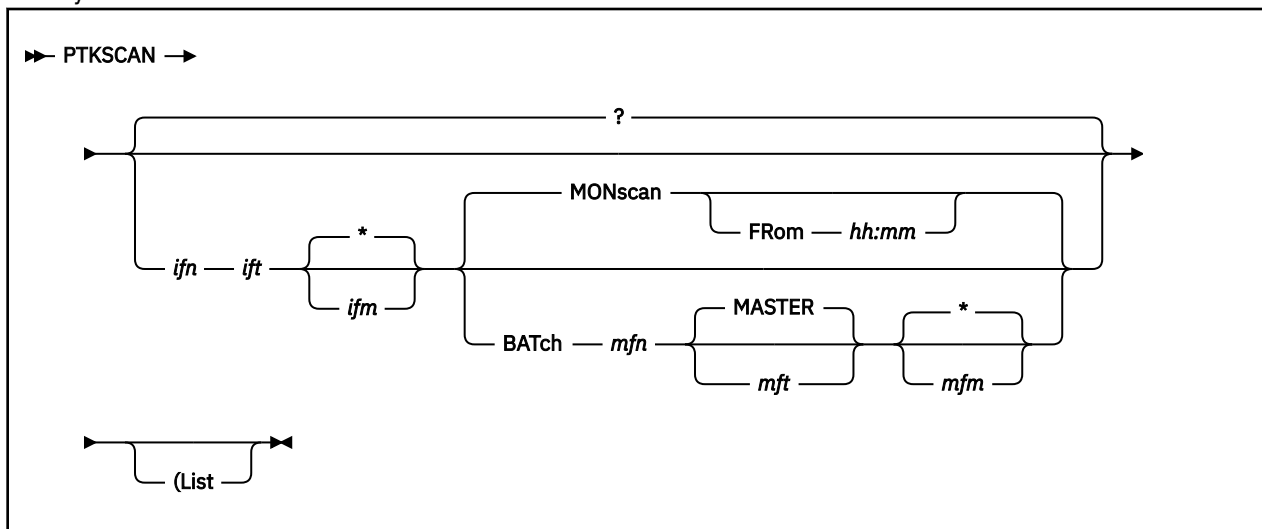 PTKSCAN
?
MONscan
FRom hh:mm
*
ifn ift
ifm
MASTER
*
BATch mfn
mft
mfm
(List